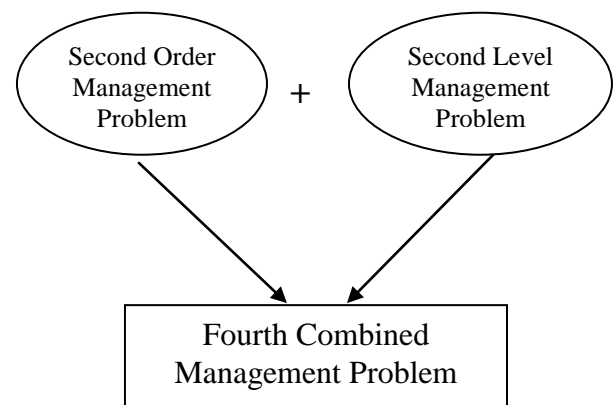 Second Order
Management
Problem
+
Second Level
Management
Problem
Fourth Combined
Management Problem